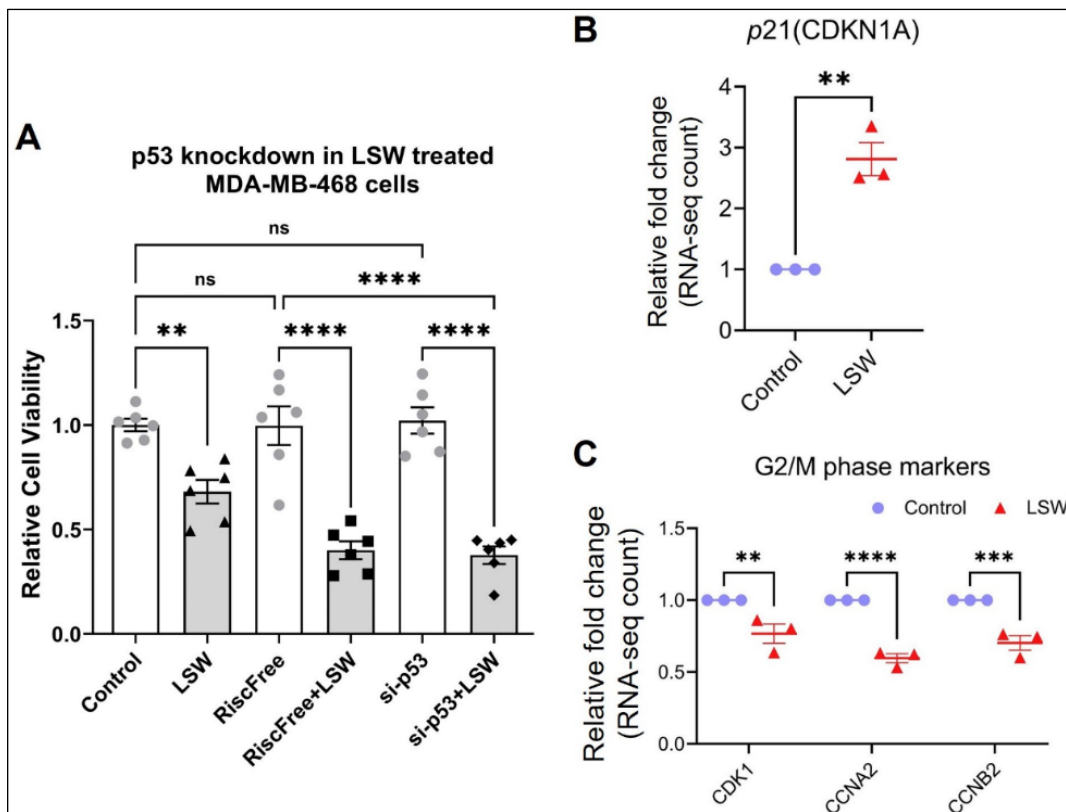 A
p53 knockdown in LSW treated
MDA-MB-468 cells
ns
ns
****
**
****
****
Relative Cell Viability
1.5
1.0
0.5
0.0
Control
LSW
RiscFree
RiscFree+LSW
si-p53
si-p53+LSW
B
p21(CDKN1A)
**
Relative fold change
(RNA-seq count)
4
3
2
1
0
Control
LSW
C
G2/M phase markers
Control LSW
**
****
***
Relative fold change
(RNA-seq count)
1.5
1.0
0.5
0.0
CDK1
CCNA2
CCNB2